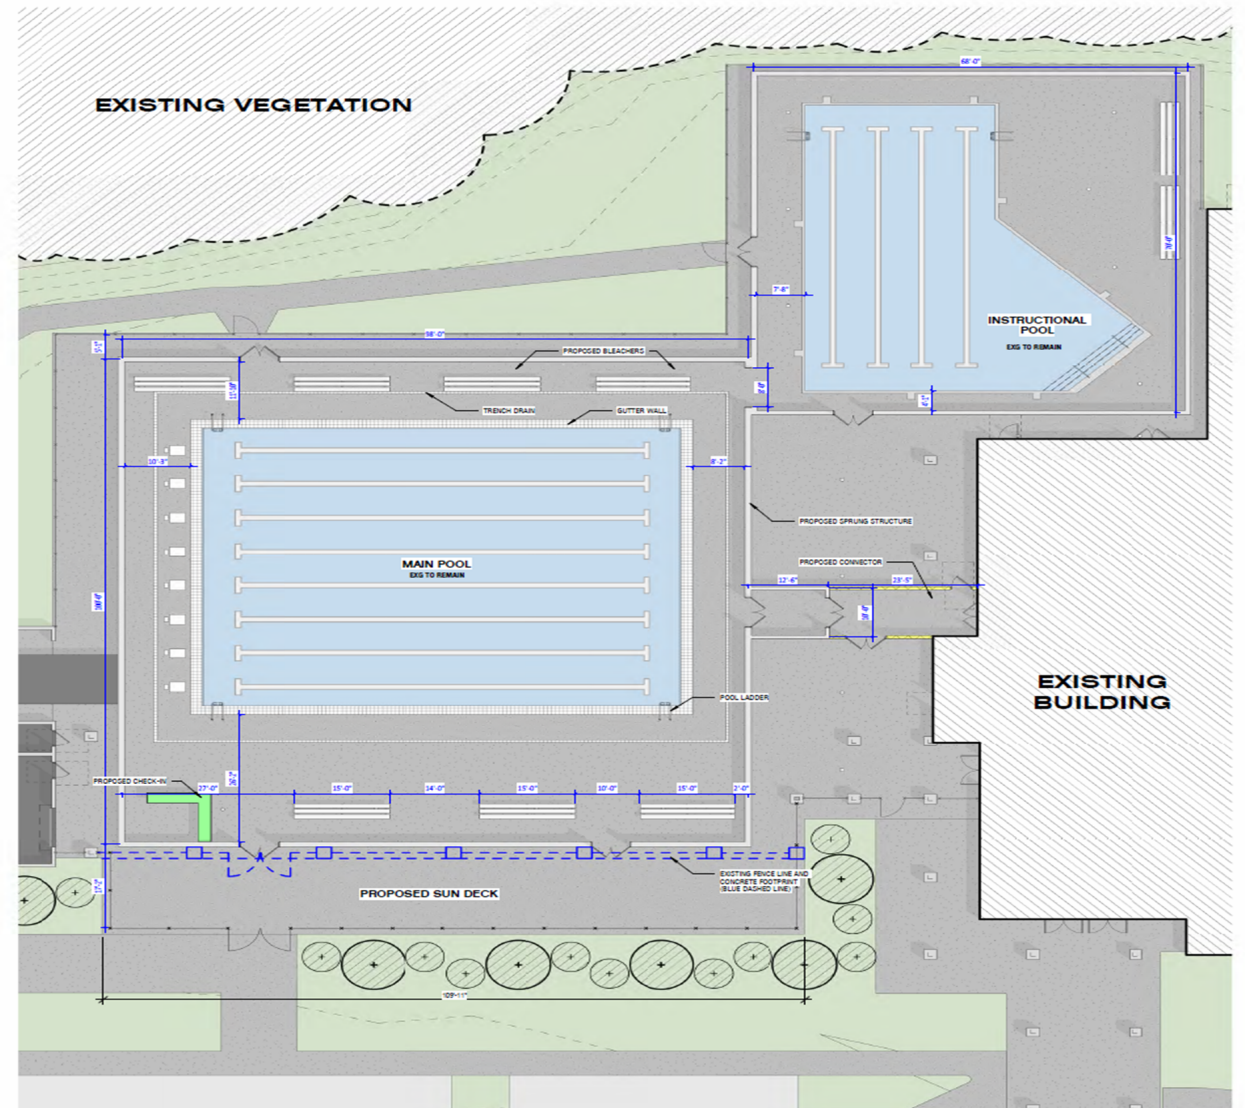 68'-0"
EXISTING VEGETATION
7'-8"
INSTRUCTIONAL
POOL
EXG TO REMAIN
98'-0"
PROPOSED BLEACHERS
TRENCH DRAIN
GUTTER WALL
10'-3"
8'-2"
PROPOSED SPRUNG STRUCTURE
MAIN POOL
EXG TO REMAIN
PROPOSED CONNECTOR
12'-6"
23'-5"
EXISTING
BUILDING
POOL LADDER
PROPOSED CHECK-IN
27'-0"
15'-0"
14'-0"
15'-0"
10'-0"
15'-0"
2'-0"
EXISTING FENCE LINE AND
CONCRETE FOOTPRINT
(BLUE DASHED LINE)
PROPOSED SUN DECK
109'-11"